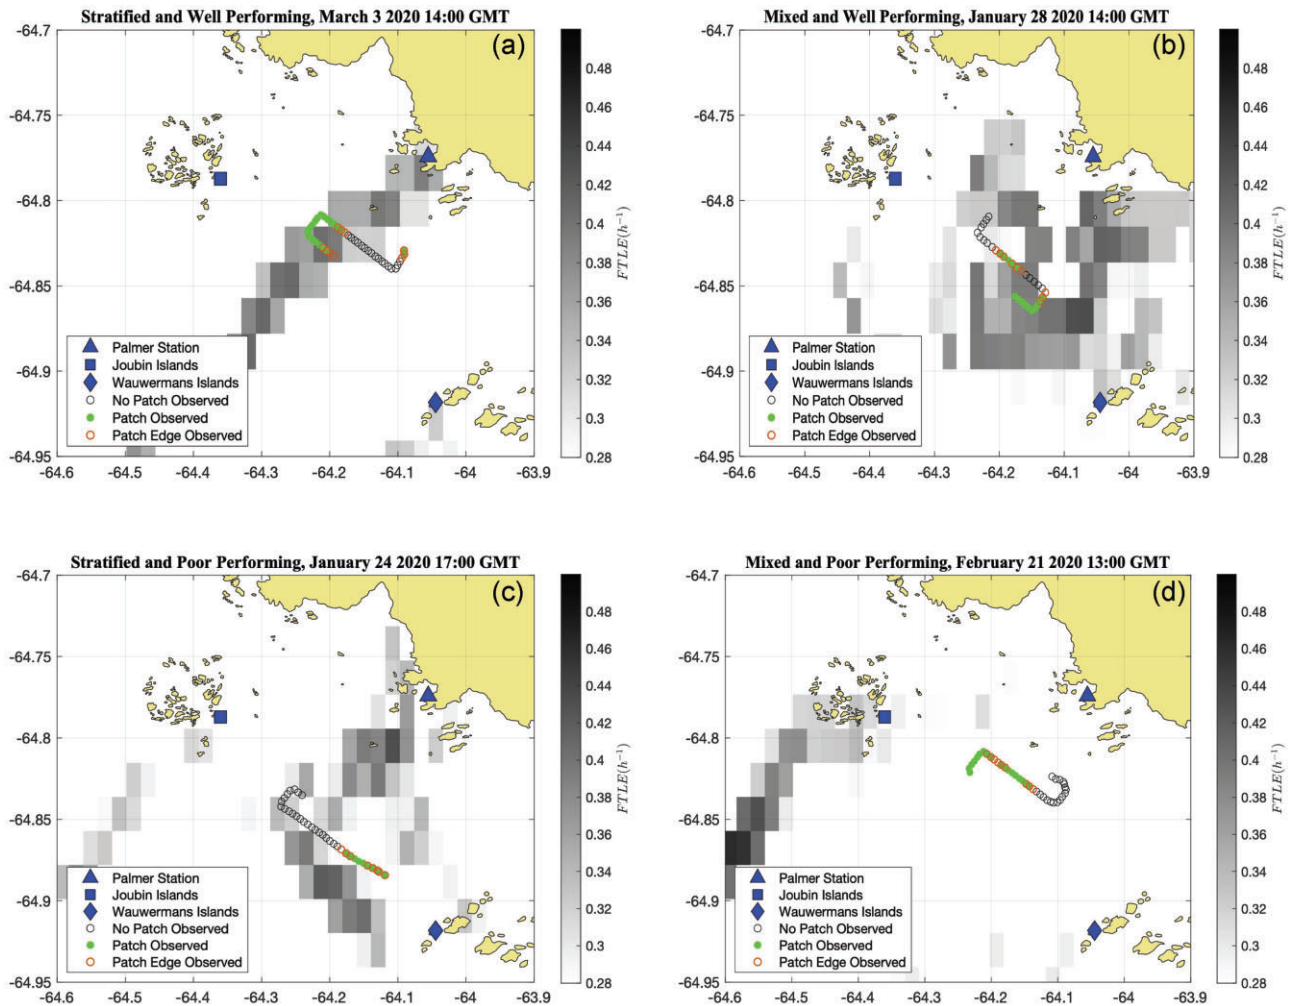 Stratified and Well Performing, March 3 2020 14:00 GMT
(a)
-64.7
-64.75
-64.8
-64.85
-64.9
-64.95
-64.6
-64.5
-64.4
-64.3
-64.2
-64.1
-64
-63.9
Palmer Station
Joubin Islands
Wauwermans Islands
No Patch Observed
Patch Observed
Patch Edge Observed
0.48
0.46
0.44
0.42
0.4
0.38
0.36
0.34
0.32
0.3
0.28
FTLE(h⁻¹)
Mixed and Well Performing, January 28 2020 14:00 GMT
(b)
-64.7
-64.75
-64.8
-64.85
-64.9
-64.95
-64.6
-64.5
-64.4
-64.3
-64.2
-64.1
-64
-63.9
Palmer Station
Joubin Islands
Wauwermans Islands
No Patch Observed
Patch Observed
Patch Edge Observed
0.48
0.46
0.44
0.42
0.4
0.38
0.36
0.34
0.32
0.3
0.28
FTLE(h⁻¹)
Stratified and Poor Performing, January 24 2020 17:00 GMT
(c)
-64.7
-64.75
-64.8
-64.85
-64.9
-64.95
-64.6
-64.5
-64.4
-64.3
-64.2
-64.1
-64
-63.9
Palmer Station
Joubin Islands
Wauwermans Islands
No Patch Observed
Patch Observed
Patch Edge Observed
0.48
0.46
0.44
0.42
0.4
0.38
0.36
0.34
0.32
0.3
0.28
FTLE(h⁻¹)
Mixed and Poor Performing, February 21 2020 13:00 GMT
(d)
-64.7
-64.75
-64.8
-64.85
-64.9
-64.95
-64.6
-64.5
-64.4
-64.3
-64.2
-64.1
-64
-63.9
Palmer Station
Joubin Islands
Wauwermans Islands
No Patch Observed
Patch Observed
Patch Edge Observed
0.48
0.46
0.44
0.42
0.4
0.38
0.36
0.34
0.32
0.3
0.28
FTLE(h⁻¹)